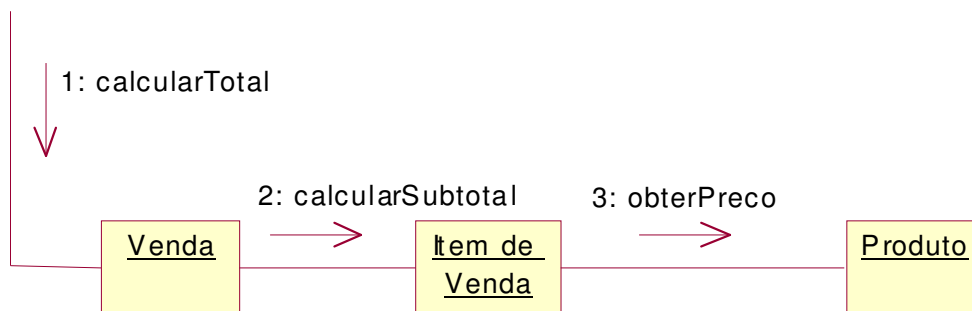 1: calcularTotal
2: calcularSubtotal
3: obterPreco
Venda
Item de
Venda
Produto